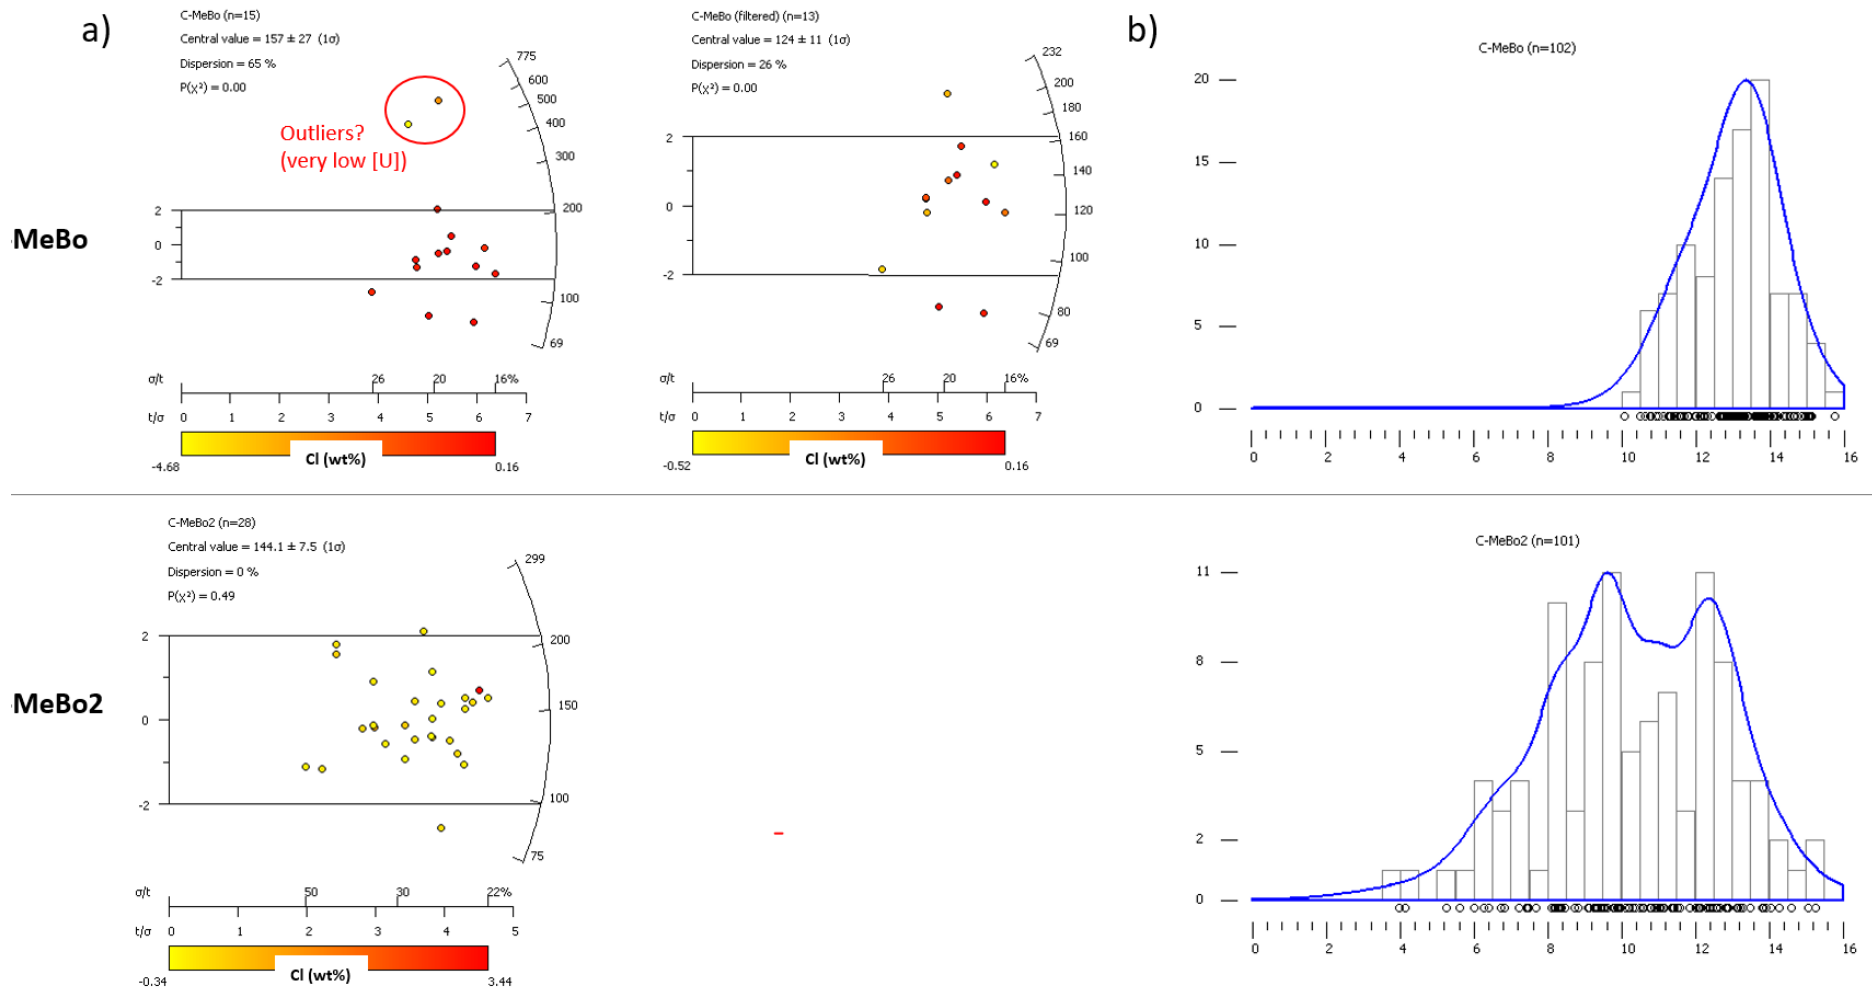 a)
C-MeBo (n=15)
Central value = 157 ± 27 (1σ)
Dispersion = 65 %
P(χ²) = 0.00
Outliers?
(very low [U])
775
600
500
400
300
200
100
69
2
0
-2
σ/t
26
20
16%
t/σ
0 1 2 3 4 5 6 7
Cl (wt%)
-4.68
0.16
C-MeBo (filtered) (n=13)
Central value = 124 ± 11 (1σ)
Dispersion = 26 %
P(χ²) = 0.00
232
200
180
160
140
120
100
80
69
2
0
-2
26
20
16%
0 1 2 3 4 5 6 7
Cl (wt%)
-0.52
0.16
b)
C-MeBo (n=102)
20
15
10
5
0
0 2 4 6 8 10 12 14 16
-MeBo
C-MeBo2 (n=28)
Central value = 144.1 ± 7.5 (1σ)
Dispersion = 0 %
P(χ²) = 0.49
299
200
150
100
75
2
0
-2
σ/t
50
30
22%
t/σ
0 1 2 3 4 5
Cl (wt%)
-0.34
3.44
-MeBo2
C-MeBo2 (n=101)
11
8
5
2
0
0 2 4 6 8 10 12 14 16